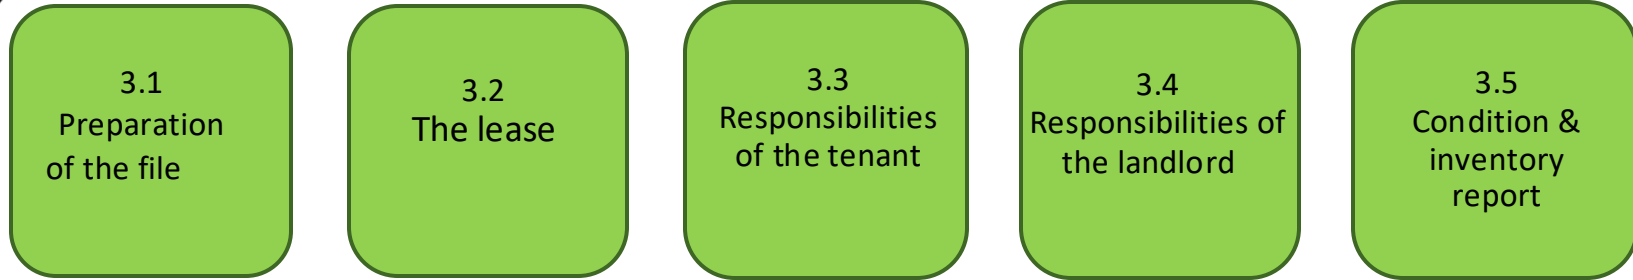 3.1
Preparation
of the file
3.2
The lease
3.3
Responsibilities
of the tenant
3.4
Responsibilities of
the landlord
3.5
Condition &
inventory
report